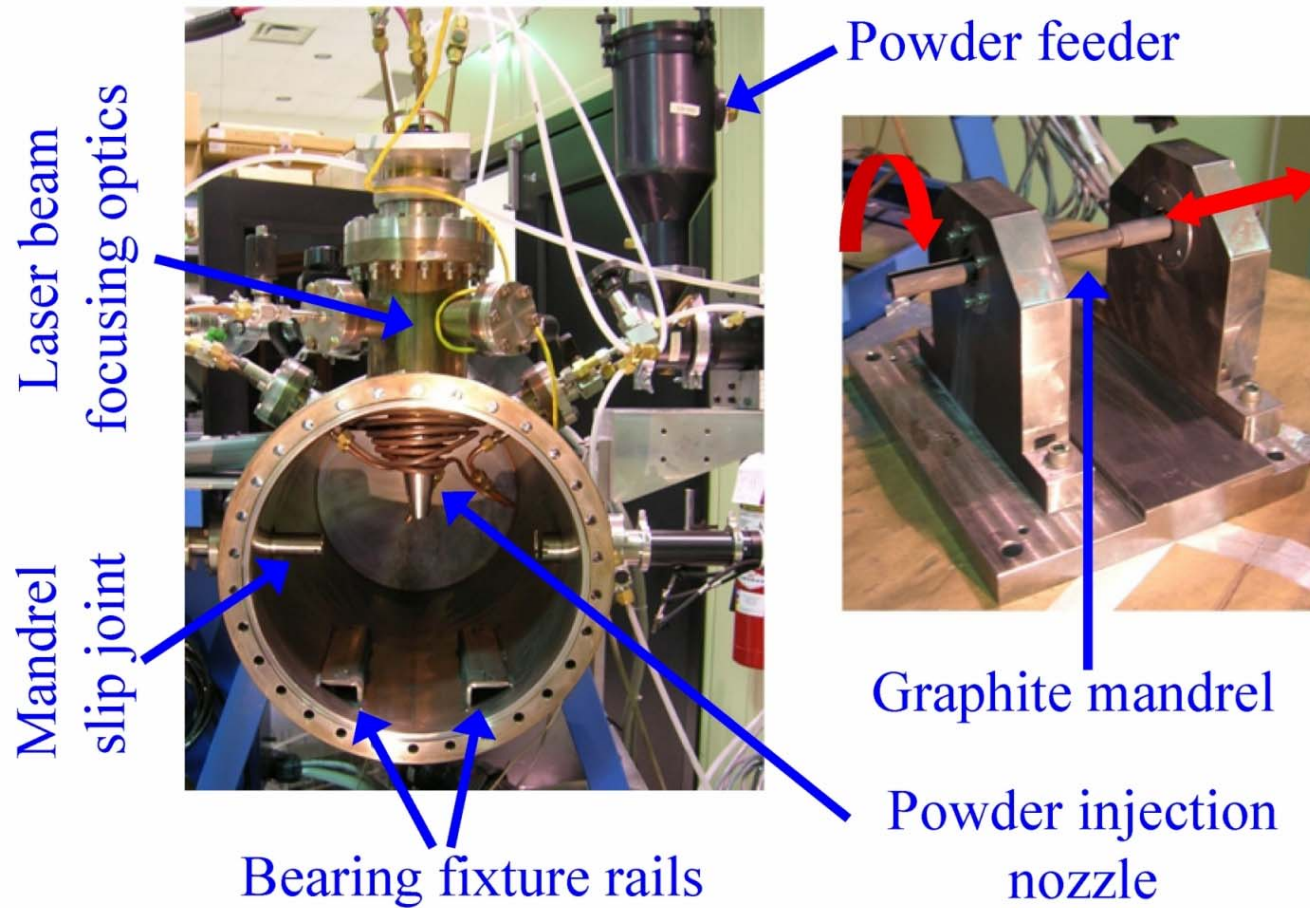 Laser beam
focusing optics
Mandrel
slip joint
Bearing fixture rails
Powder feeder
Graphite mandrel
Powder injection
nozzle